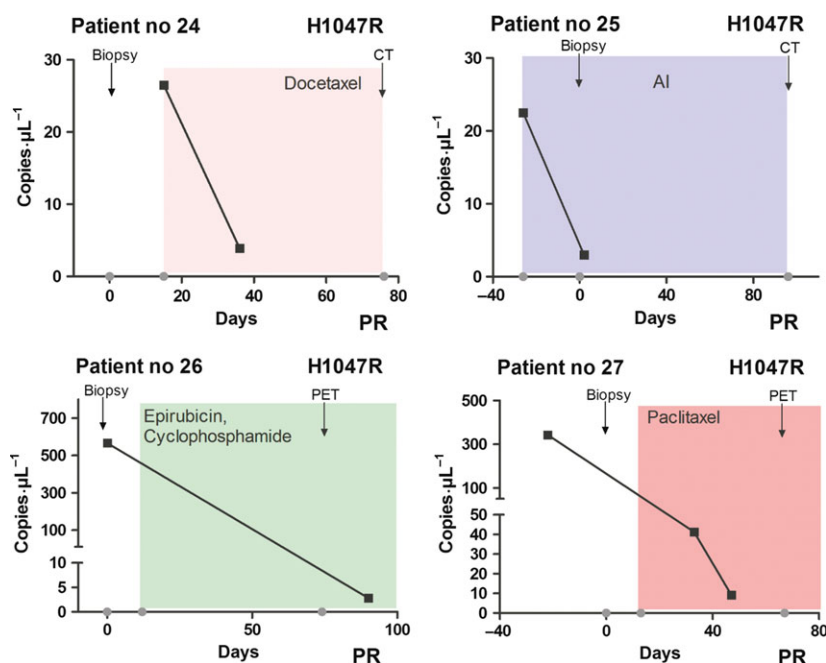 Patient no 24 H1047R
Biopsy CT
30
Docetaxel
20
Copies·µL⁻¹
10
0
0 20 40 60 80
Days PR
Patient no 25 H1047R
Biopsy CT
30
AI
20
Copies·µL⁻¹
10
0
−40 0 40 80
Days PR
Patient no 26 H1047R
Biopsy PET
700
Epirubicin,
Cyclophosphamide
500
300
Copies·µL⁻¹
100
10
5
0
0 50 100
Days PR
Patient no 27 H1047R
Biopsy PET
500
Paclitaxel
300
Copies·µL⁻¹
100
50
40
30
20
10
0
−40 0 40 80
Days PR